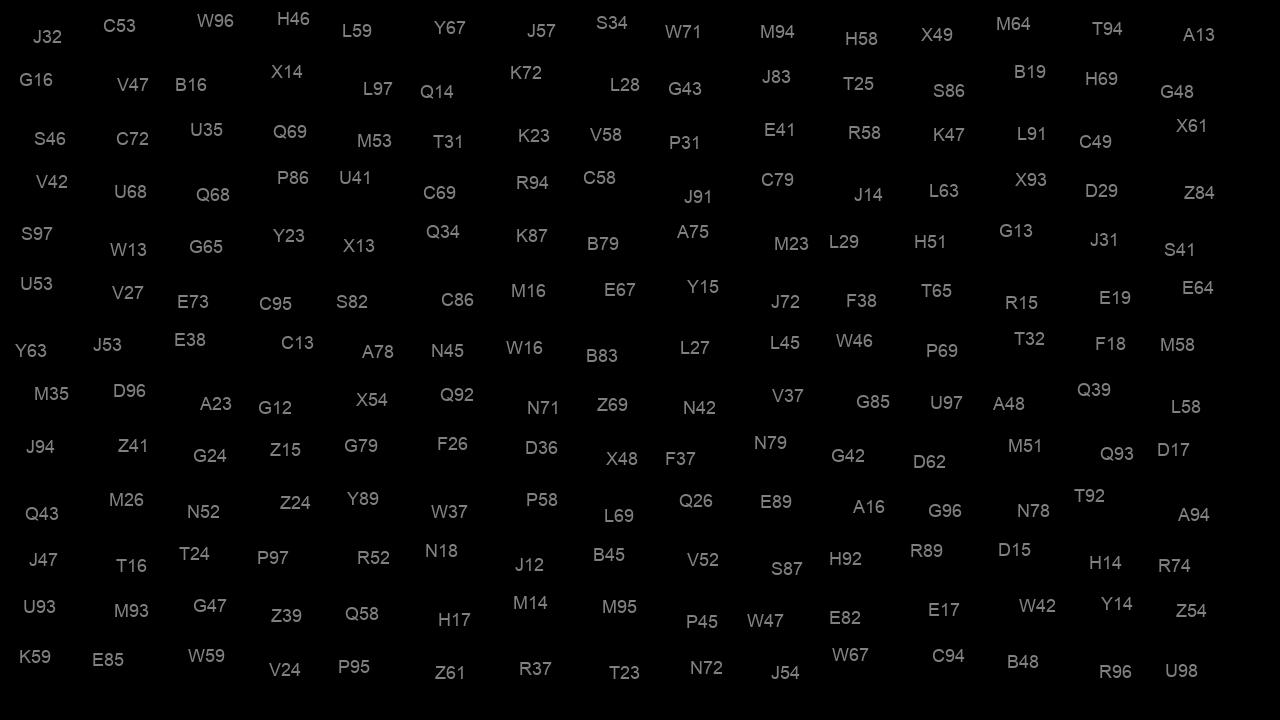 J32 C53 W96 H46 L59 Y67 J57 S34 W71 M94 H58 X49 M64 T94 A13
G16 V47 B16 X14 L97 Q14 K72 L28 G43 J83 T25 S86 B19 H69 G48
S46 C72 U35 Q69 M53 T31 K23 V58 P31 E41 R58 K47 L91 C49 X61
V42 U68 Q68 P86 U41 C69 R94 C58 J91 C79 J14 L63 X93 D29 Z84
S97 W13 G65 Y23 X13 Q34 K87 B79 A75 M23 L29 H51 G13 J31 S41
U53 V27 E73 C95 S82 C86 M16 E67 Y15 J72 F38 T65 R15 E19 E64
Y63 J53 E38 C13 A78 N45 W16 B83 L27 L45 W46 P69 T32 F18 M58
M35 D96 A23 G12 X54 Q92 N71 Z69 N42 V37 G85 U97 A48 Q39 L58
J94 Z41 G24 Z15 G79 F26 D36 X48 F37 N79 G42 D62 M51 Q93 D17
Q43 M26 N52 Z24 Y89 W37 P58 L69 Q26 E89 A16 G96 N78 T92 A94
J47 T16 T24 P97 R52 N18 J12 B45 V52 S87 H92 R89 D15 H14 R74
U93 M93 G47 Z39 Q58 H17 M14 M95 P45 W47 E82 E17 W42 Y14 Z54
K59 E85 W59 V24 P95 Z61 R37 T23 N72 J54 W67 C94 B48 R96 U98